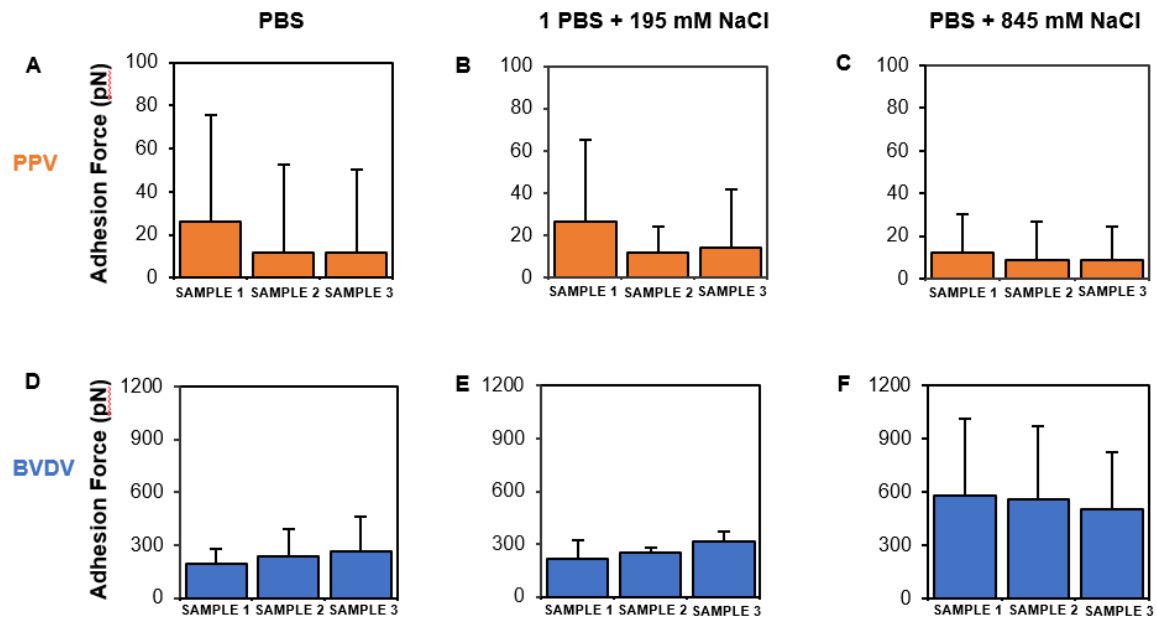 PBS
1 PBS + 195 mM NaCl
PBS + 845 mM NaCl
A
B
C
PPV
Adhesion Force (pN)
100
80
60
40
20
0
SAMPLE 1 SAMPLE 2 SAMPLE 3
100
80
60
40
20
0
SAMPLE 1 SAMPLE 2 SAMPLE 3
100
80
60
40
20
0
SAMPLE 1 SAMPLE 2 SAMPLE 3
D
E
F
BVDV
Adhesion Force (pN)
1200
900
600
300
0
SAMPLE 1 SAMPLE 2 SAMPLE 3
1200
900
600
300
0
SAMPLE 1 SAMPLE 2 SAMPLE 3
1200
900
600
300
0
SAMPLE 1 SAMPLE 2 SAMPLE 3